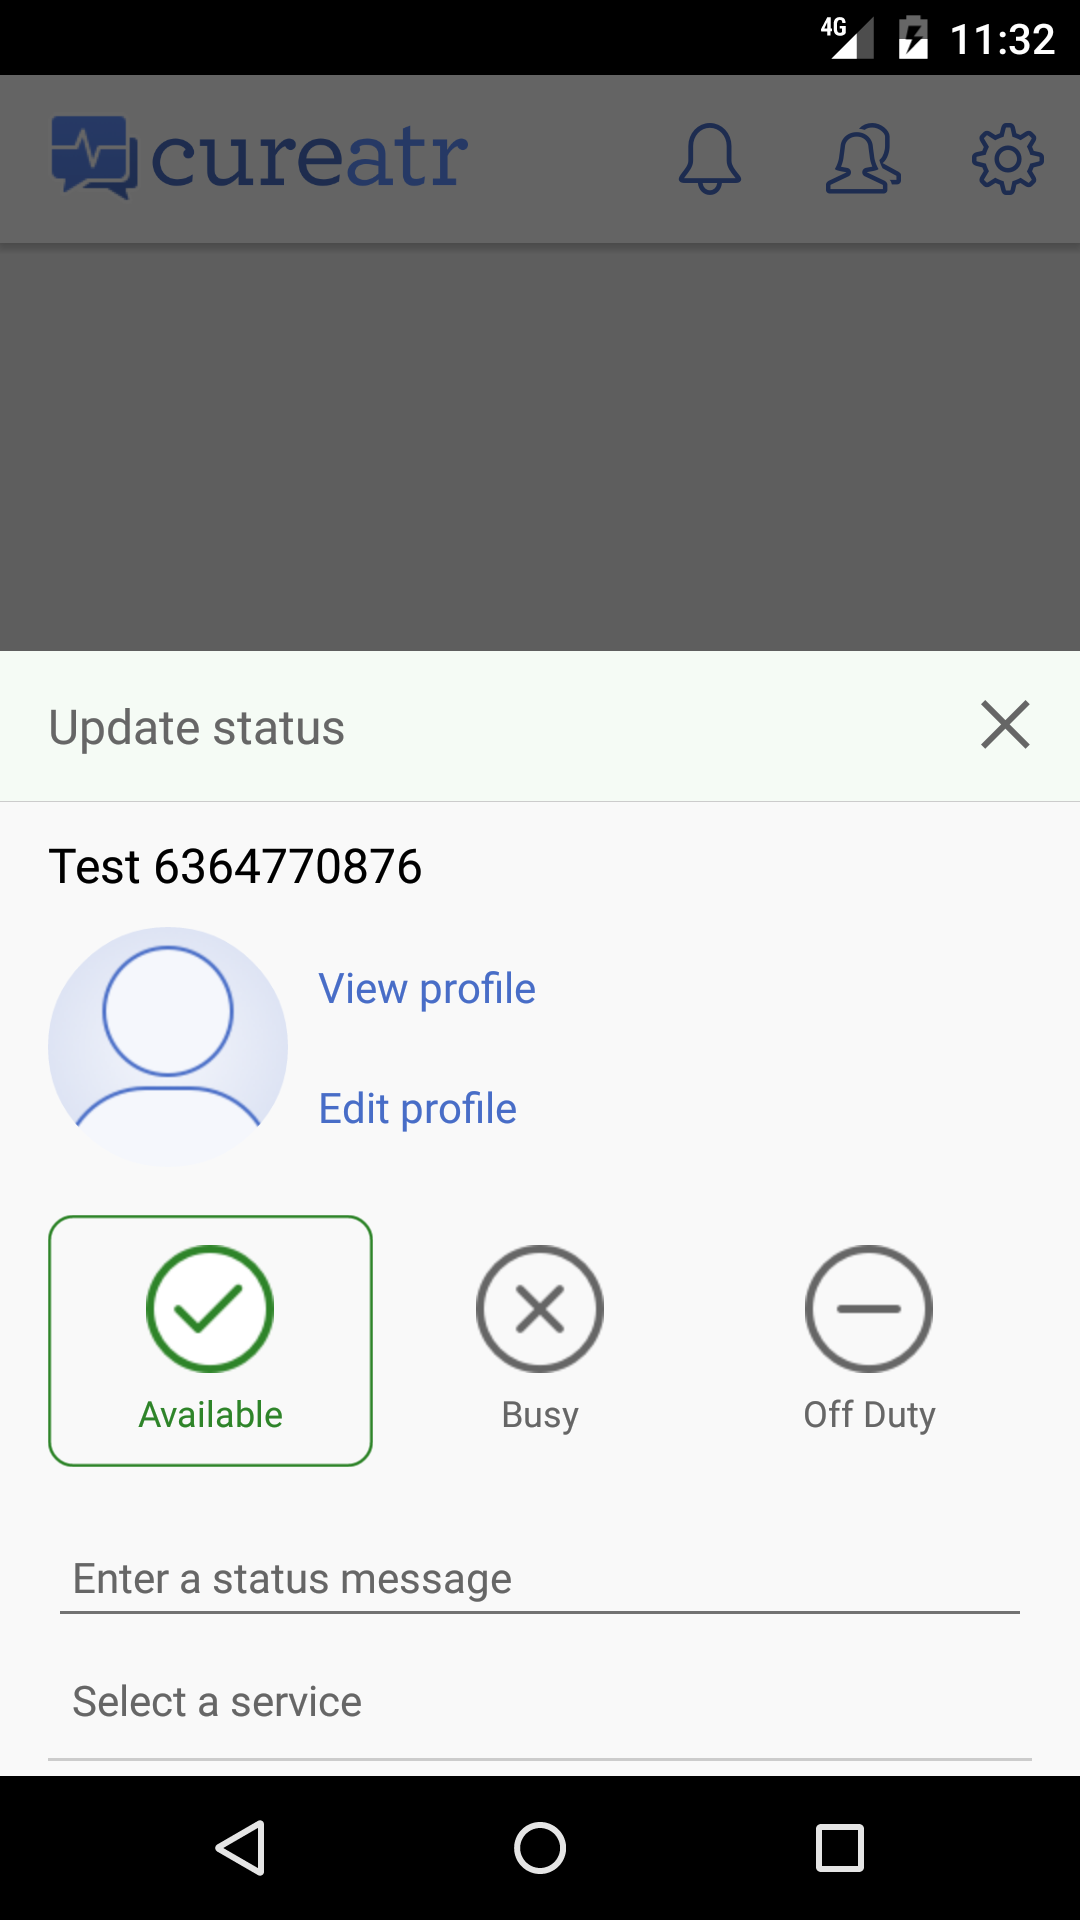 4G 11:32
cureatr
Update status
Test 6364770876
View profile
Edit profile
Available Busy Off Duty
Enter a status message
Select a service